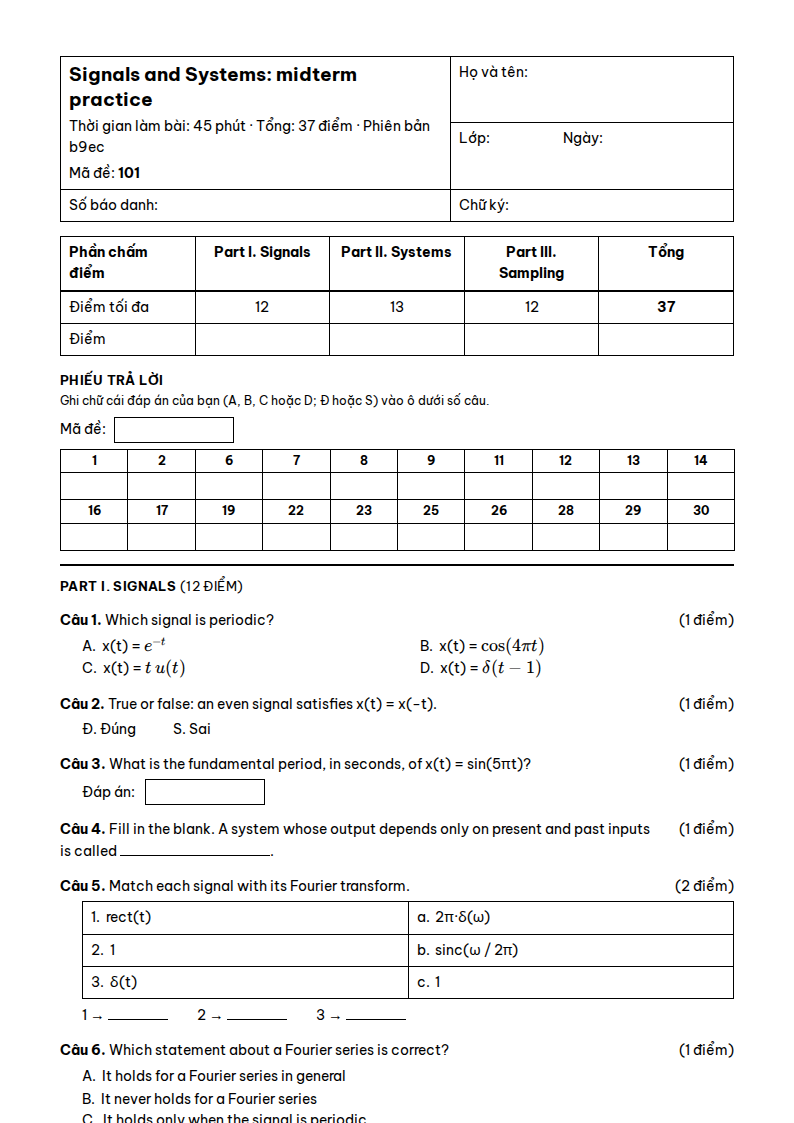 Signals and Systems: midterm
practice
Thời gian làm bài: 45 phút · Tổng: 37 điểm · Phiên bản
b9ec
Mã đề: 101
Họ và tên:
Lớp: Ngày:
Số báo danh: Chữ ký:
Phần chấm điểm Part I. Signals Part II. Systems Part III. Sampling Tổng
Điểm tối đa 12 13 12 37
Điểm
PHIẾU TRẢ LỜI
Ghi chữ cái đáp án của bạn (A, B, C hoặc D; Đ hoặc S) vào ô dưới số câu.
Mã đề:
1 2 6 7 8 9 11 12 13 14
16 17 19 22 23 25 26 28 29 30
PART I. SIGNALS (12 ĐIỂM)
Câu 1. Which signal is periodic? (1 điểm)
A. x(t) = e^{−t} B. x(t) = cos(4πt)
C. x(t) = t u(t) D. x(t) = δ(t − 1)
Câu 2. True or false: an even signal satisfies x(t) = x(-t). (1 điểm)
Đ. Đúng S. Sai
Câu 3. What is the fundamental period, in seconds, of x(t) = sin(5πt)? (1 điểm)
Đáp án:
Câu 4. Fill in the blank. A system whose output depends only on present and past inputs (1 điểm)
is called ____________________.
Câu 5. Match each signal with its Fourier transform. (2 điểm)
1. rect(t) a. 2π·δ(ω)
2. 1 b. sinc(ω / 2π)
3. δ(t) c. 1
1 → ________ 2 → ________ 3 → ________
Câu 6. Which statement about a Fourier series is correct? (1 điểm)
A. It holds for a Fourier series in general
B. It never holds for a Fourier series
C. It holds only when the signal is periodic